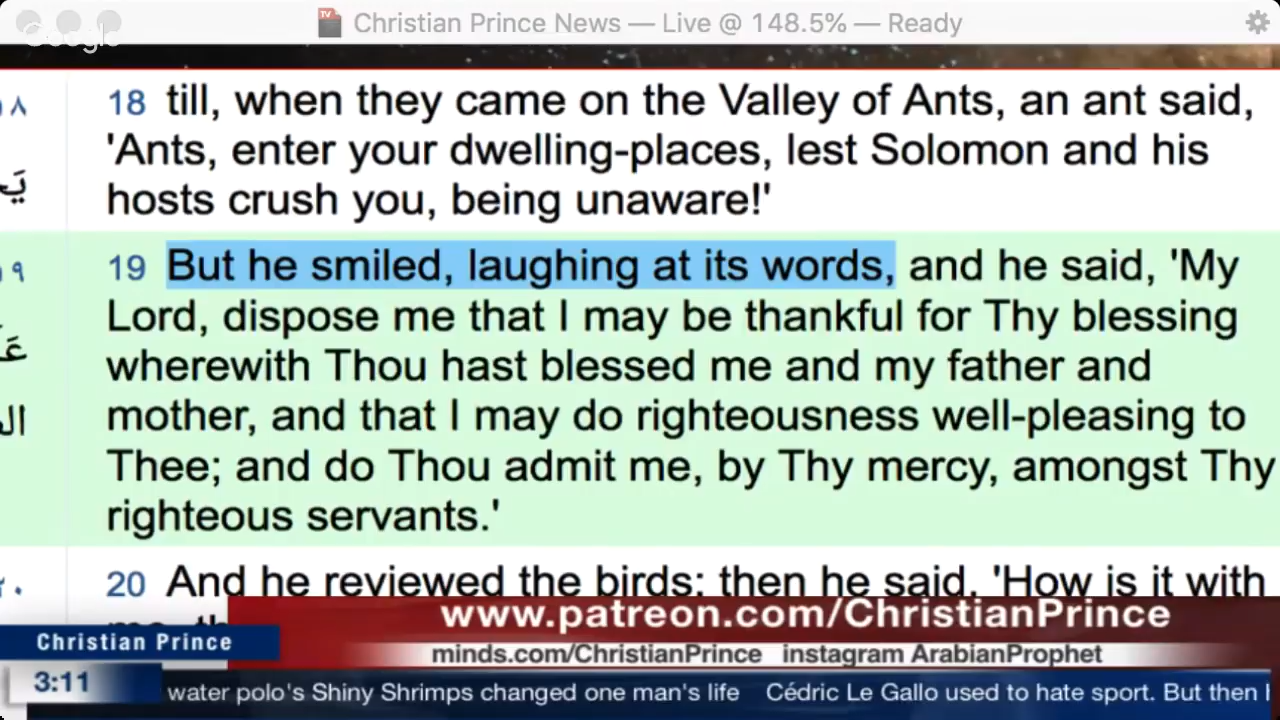 Christian Prince News — Live @ 148.5% — Ready
Google
18 till, when they came on the Valley of Ants, an ant said,
'Ants, enter your dwelling-places, lest Solomon and his
hosts crush you, being unaware!'
19 But he smiled, laughing at its words, and he said, 'My
Lord, dispose me that I may be thankful for Thy blessing
wherewith Thou hast blessed me and my father and
mother, and that I may do righteousness well-pleasing to
Thee; and do Thou admit me, by Thy mercy, amongst Thy
righteous servants.'
20 And he reviewed the birds; then he said, 'How is it with
www.patreon.com/ChristianPrince
Christian Prince
minds.com/ChristianPrince instagram ArabianProphet
3:11
water polo's Shiny Shrimps changed one man's life Cédric Le Gallo used to hate sport. But then